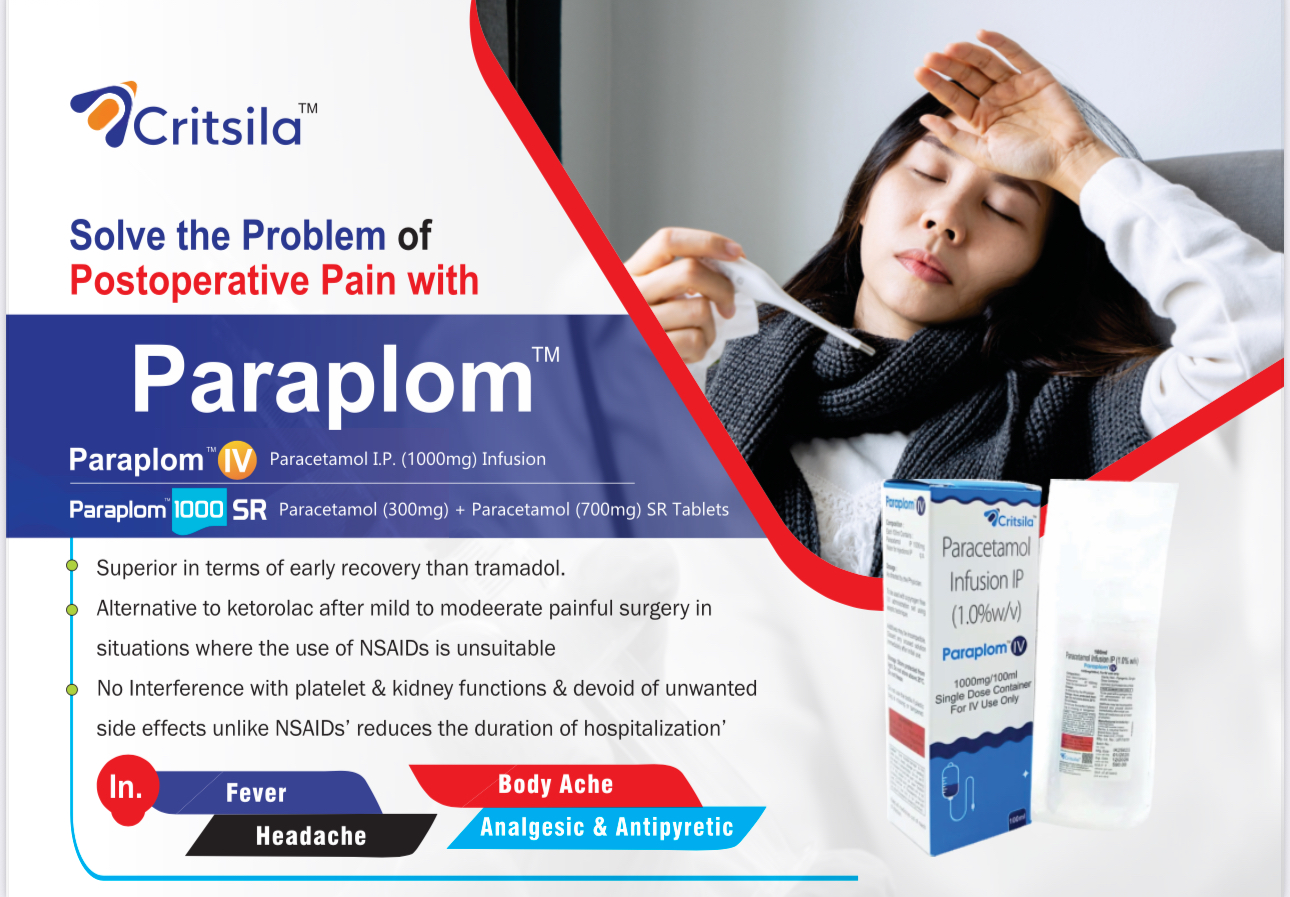 Critsila™
Solve the Problem of
Postoperative Pain with
Paraplom™
Paraplom™ IV Paracetamol I.P. (1000mg) Infusion
Paraplom™ 1000 SR Paracetamol (300mg) + Paracetamol (700mg) SR Tablets
Superior in terms of early recovery than tramadol.
Alternative to ketorolac after mild to modeerate painful surgery in
situations where the use of NSAIDs is unsuitable
No Interference with platelet & kidney functions & devoid of unwanted
side effects unlike NSAIDs’ reduces the duration of hospitalization’
In.
Fever
Body Ache
Headache
Analgesic & Antipyretic
Paraplom IV
Critsila™
Paracetamol
Infusion IP
(1.0%w/v)
Paraplom™ IV
1000mg/100ml
Single Dose Container
For IV Use Only
100ml
100ml
Paracetamol Infusion IP (1.0% w/v)
Paraplom IV